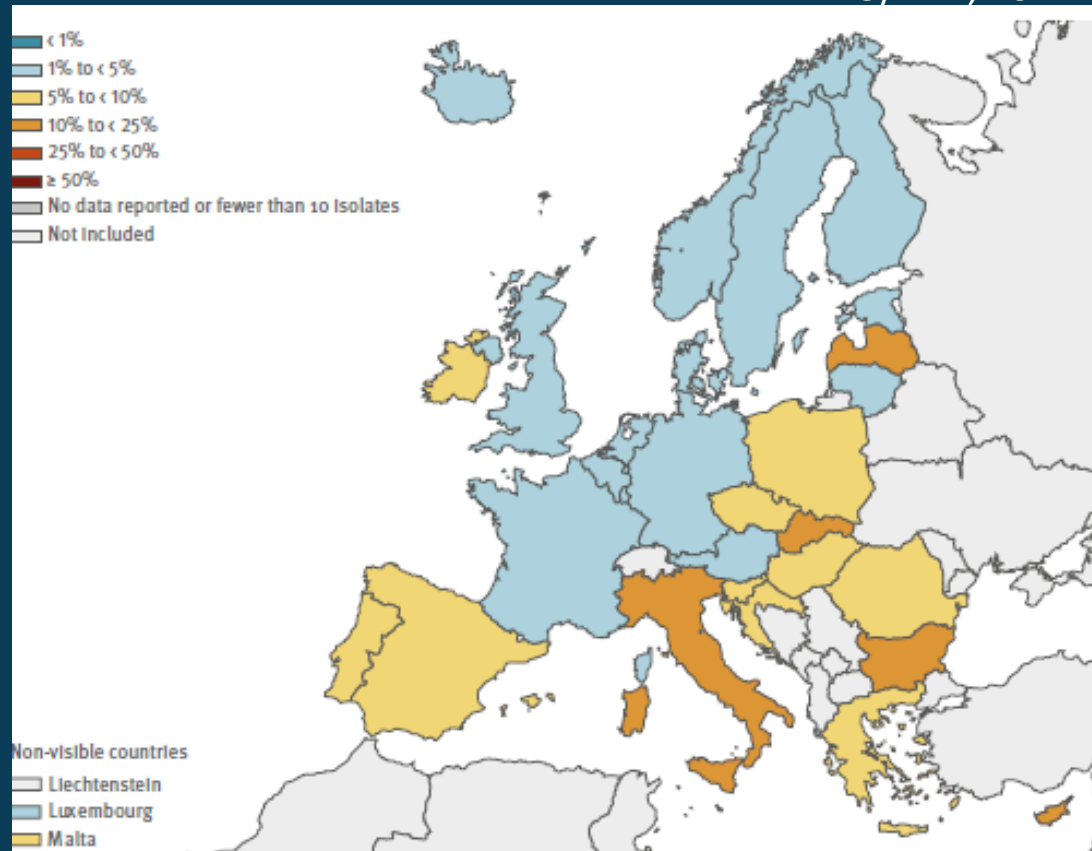 < 1%
1% to < 5%
5% to < 10%
10% to < 25%
25% to < 50%
≥ 50%
No data reported or fewer than 10 isolates
Not included
Non-visible countries
Liechtenstein
Luxembourg
Malta